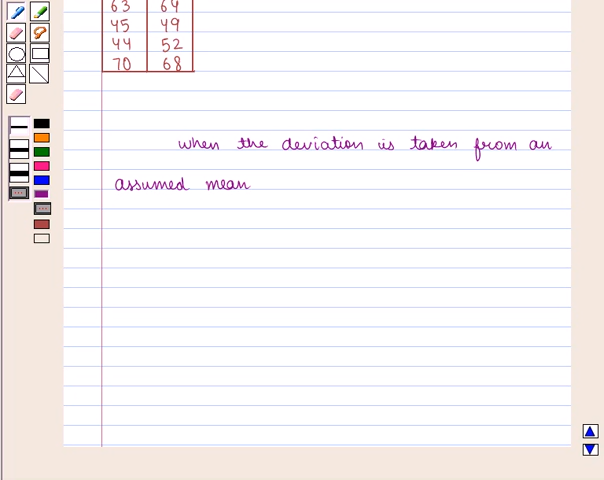 63 64
45 49
44 52
70 68
when the deviation is taken from an
assumed mean